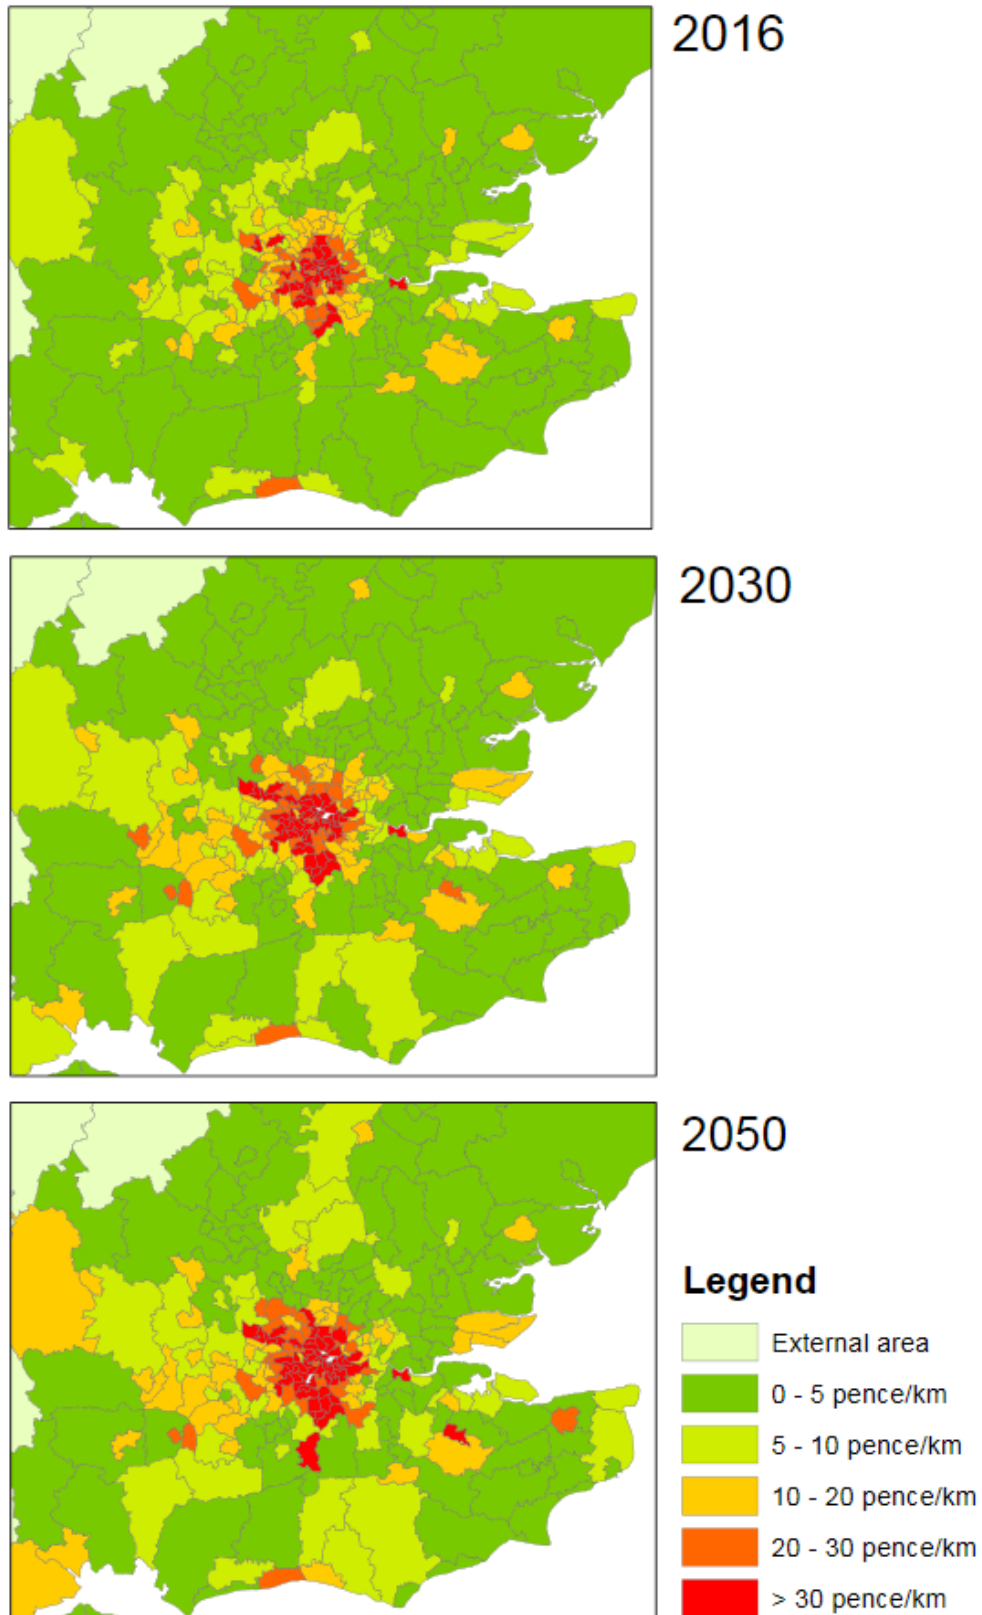 2016
2030
2050
Legend
External area
0 - 5 pence/km
5 - 10 pence/km
10 - 20 pence/km
20 - 30 pence/km
> 30 pence/km